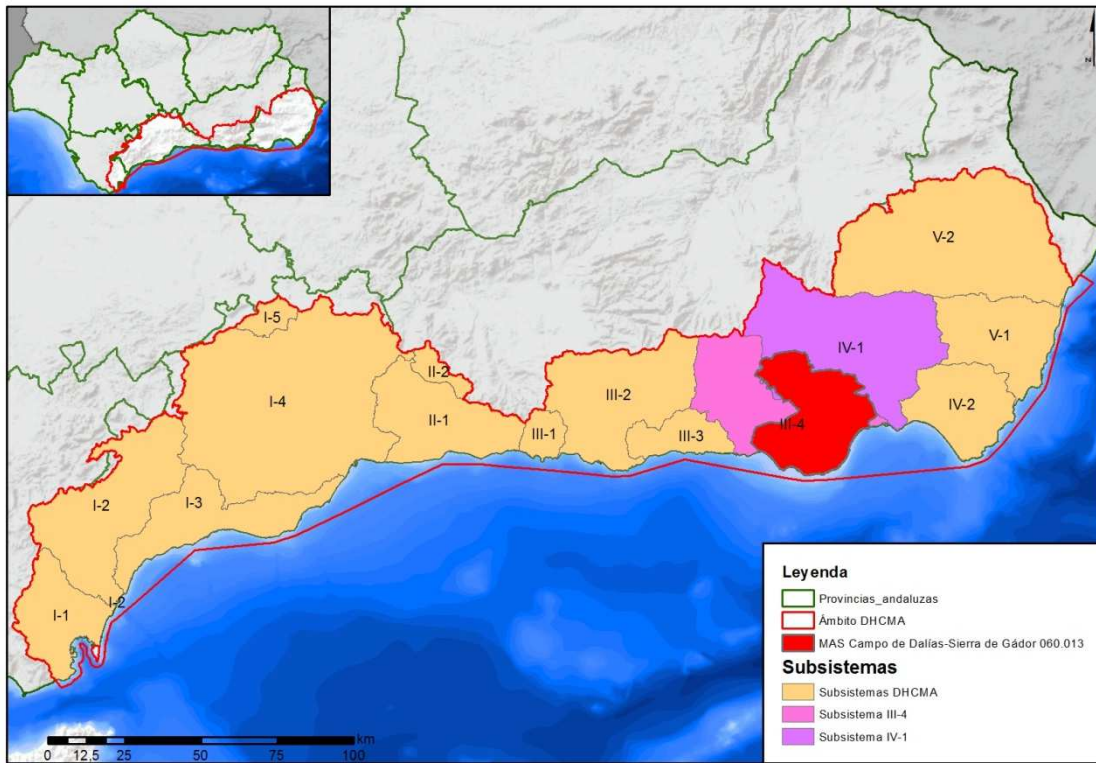 N
V-2
I-5
IV-1
V-1
I-4
II-2
III-2
II-1
IV-2
III-1
III-4
III-3
I-2
I-3
I-2
I-1
km
0 12,5 25 50 75 100
Leyenda
Provincias_andaluzas
Ámbito DHCMA
MAS Campo de Dalías-Sierra de Gádor 060.013
Subsistemas
Subsistemas DHCMA
Subsistema III-4
Subsistema IV-1